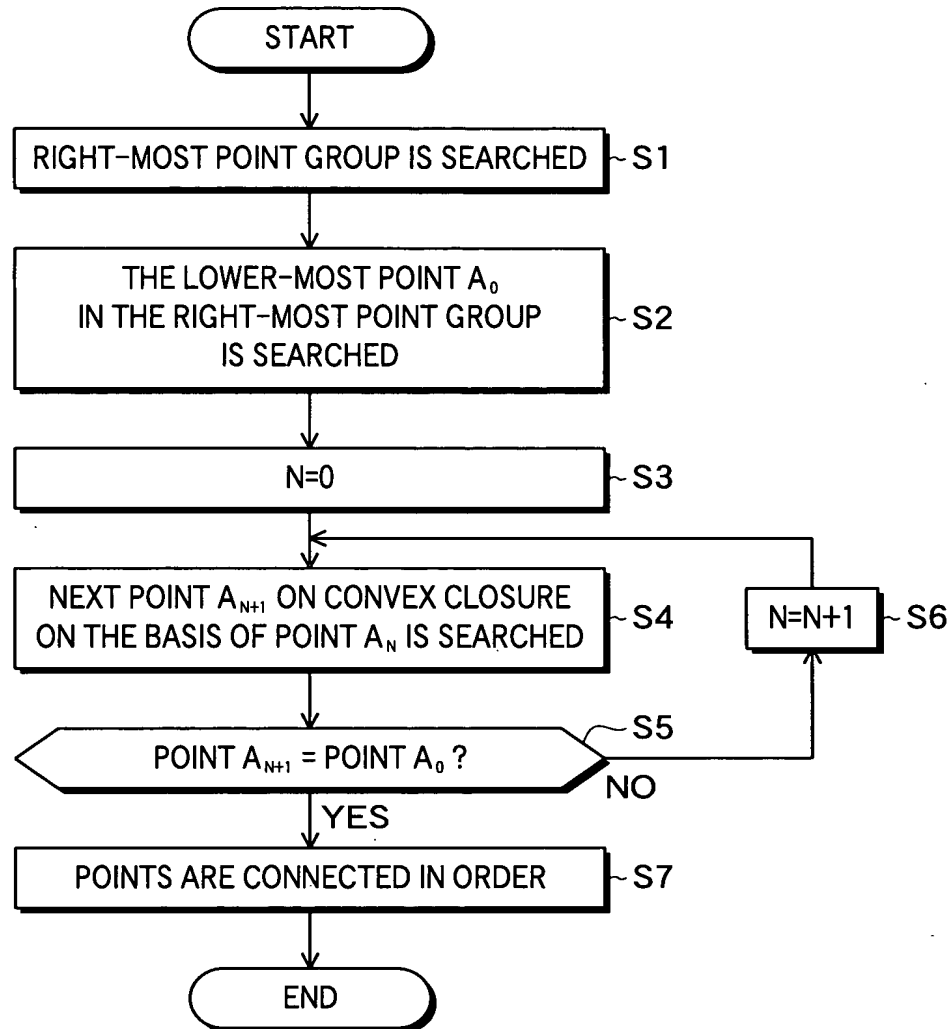 START
RIGHT-MOST POINT GROUP IS SEARCHED
S1
THE LOWER-MOST POINT A₀
IN THE RIGHT-MOST POINT GROUP
IS SEARCHED
S2
N=0
S3
NEXT POINT Aₙ₊₁ ON CONVEX CLOSURE
ON THE BASIS OF POINT Aₙ IS SEARCHED
S4
N=N+1
S6
POINT Aₙ₊₁ = POINT A₀ ?
S5
NO
YES
POINTS ARE CONNECTED IN ORDER
S7
END